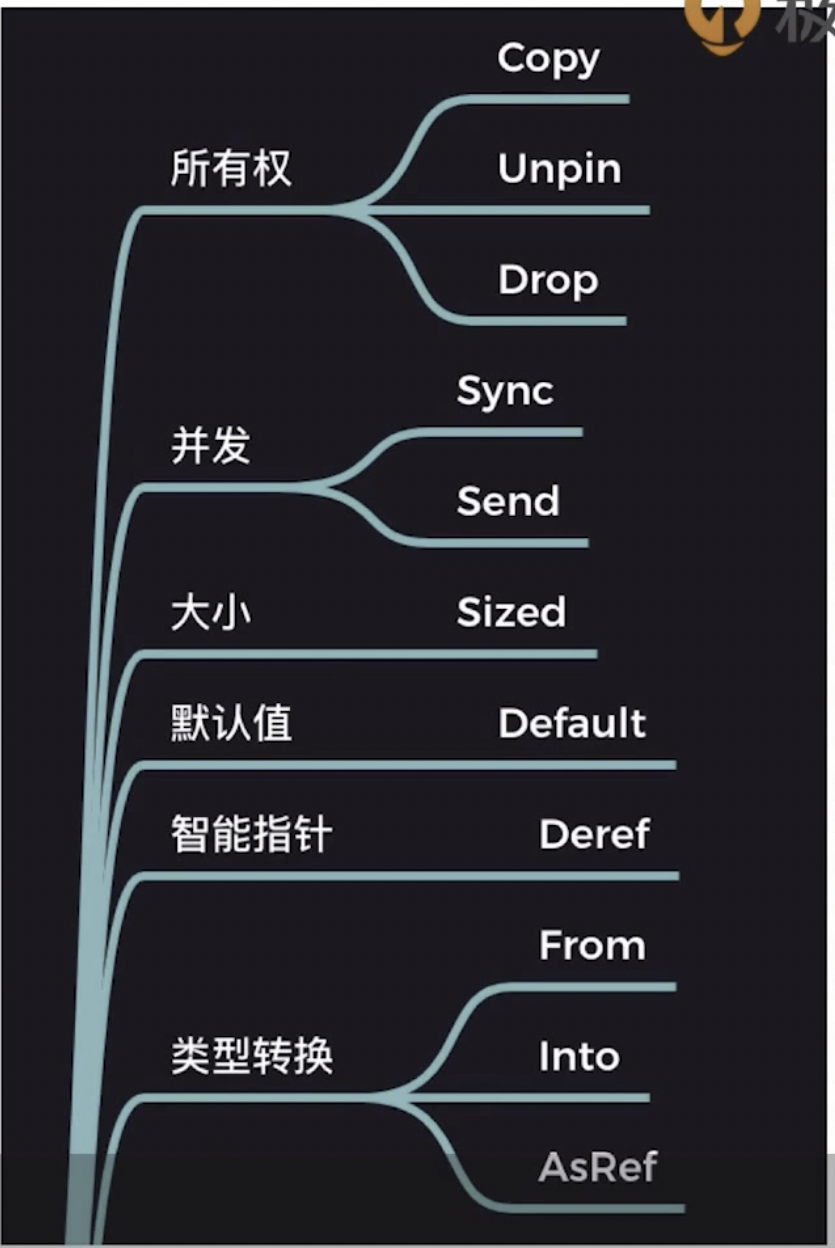 Copy
所有权
Unpin
Drop
Sync
并发
Send
大小 Sized
默认值 Default
智能指针 Deref
From
类型转换 Into
AsRef